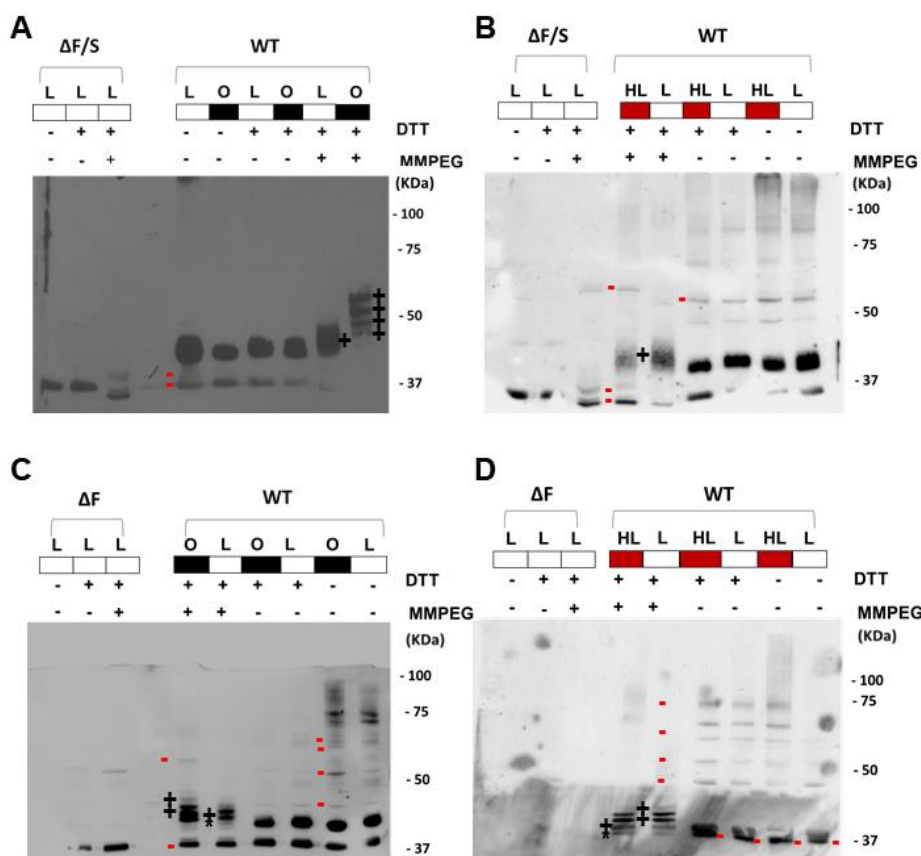 A
ΔF/S WT
L L L L O L O L O
- + + - - + + + + DTT
- - + - - - - + + MMPEG
(KDa)
- 100
- 75
- 50
- 37
B
ΔF/S WT
L L L HL L HL L HL L
- + + + + + + - - DTT
- - + + + - - - - MMPEG
(KDa)
- 100
- 75
- 50
- 37
C
ΔF WT
L L L O L O L O L
- + + + + + + - - DTT
- - + + + - - - - MMPEG
(KDa)
- 100
- 75
- 50
- 37
D
ΔF WT
L L L HL L HL L HL L
- + + + + + + - - DTT
- - + + + - - - - MMPEG
(KDa)
- 100
- 75
- 50
- 37